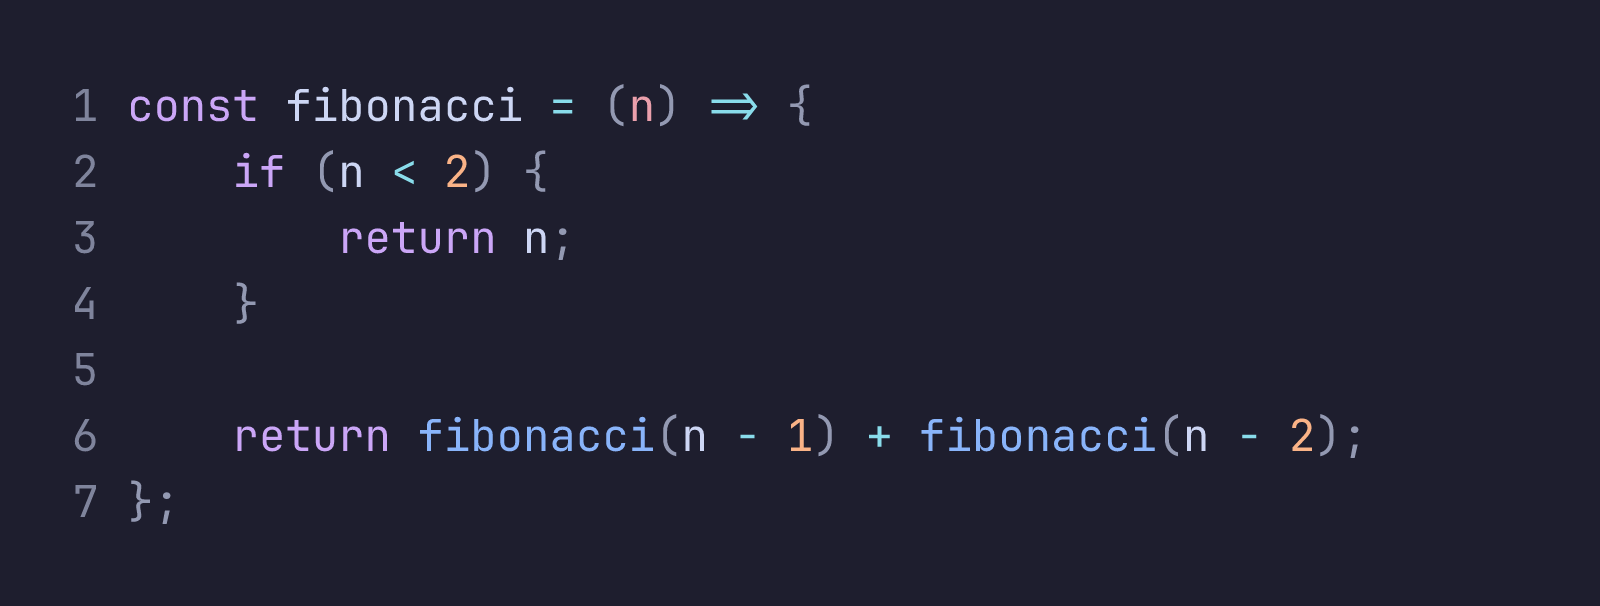 1 const fibonacci = (n) => {
2     if (n < 2) {
3         return n;
4     }
5
6     return fibonacci(n - 1) + fibonacci(n - 2);
7 };